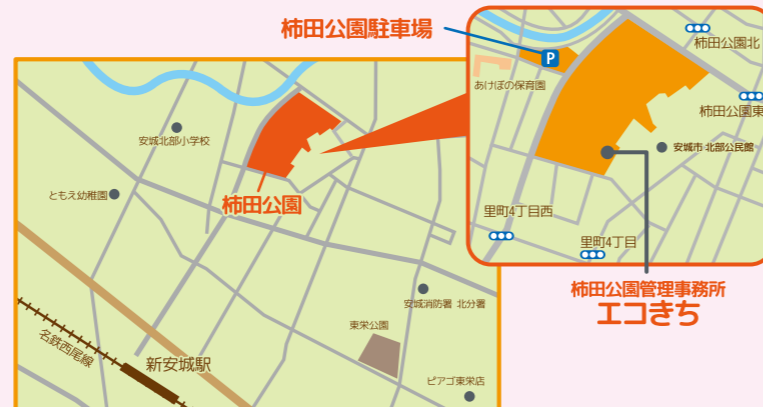 柿田公園駐車場
P
柿田公園北
あけぼの保育園
柿田公園東
安城市 北部公民館
里町4丁目西
里町4丁目
柿田公園管理事務所
エコきち
安城北部小学校
ともえ幼稚園
柿田公園
安城消防署 北分署
東栄公園
名鉄西尾線
新安城駅
ピアゴ東栄店